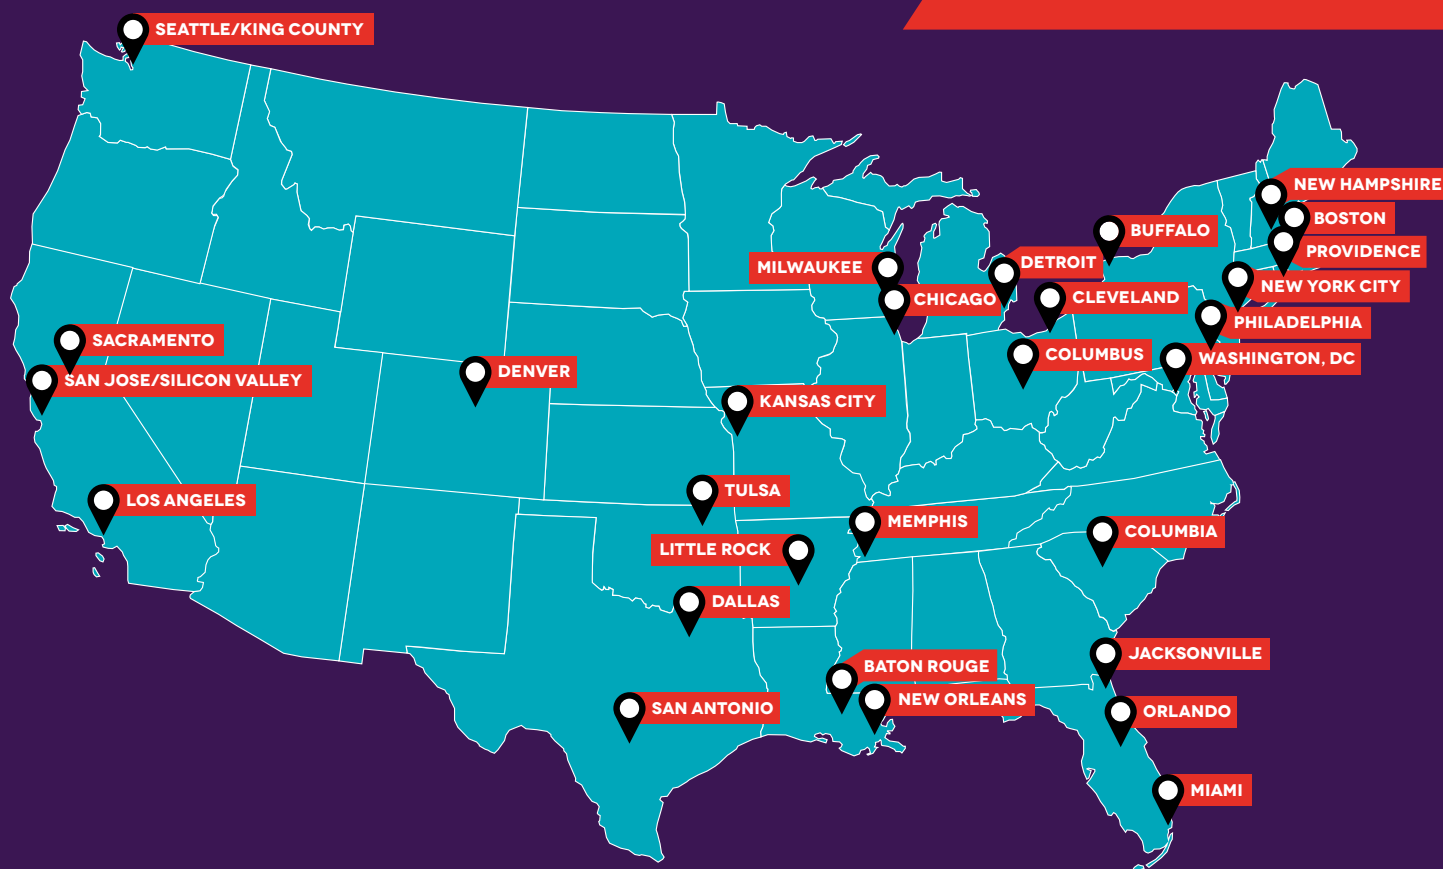 SEATTLE/KING COUNTY
NEW HAMPSHIRE
BOSTON
BUFFALO
PROVIDENCE
DETROIT
MILWAUKEE
NEW YORK CITY
CLEVELAND
CHICAGO
PHILADELPHIA
SACRAMENTO
COLUMBUS
WASHINGTON, DC
DENVER
SAN JOSE/SILICON VALLEY
KANSAS CITY
TULSA
LOS ANGELES
MEMPHIS
COLUMBIA
LITTLE ROCK
DALLAS
JACKSONVILLE
BATON ROUGE
NEW ORLEANS
SAN ANTONIO
ORLANDO
MIAMI